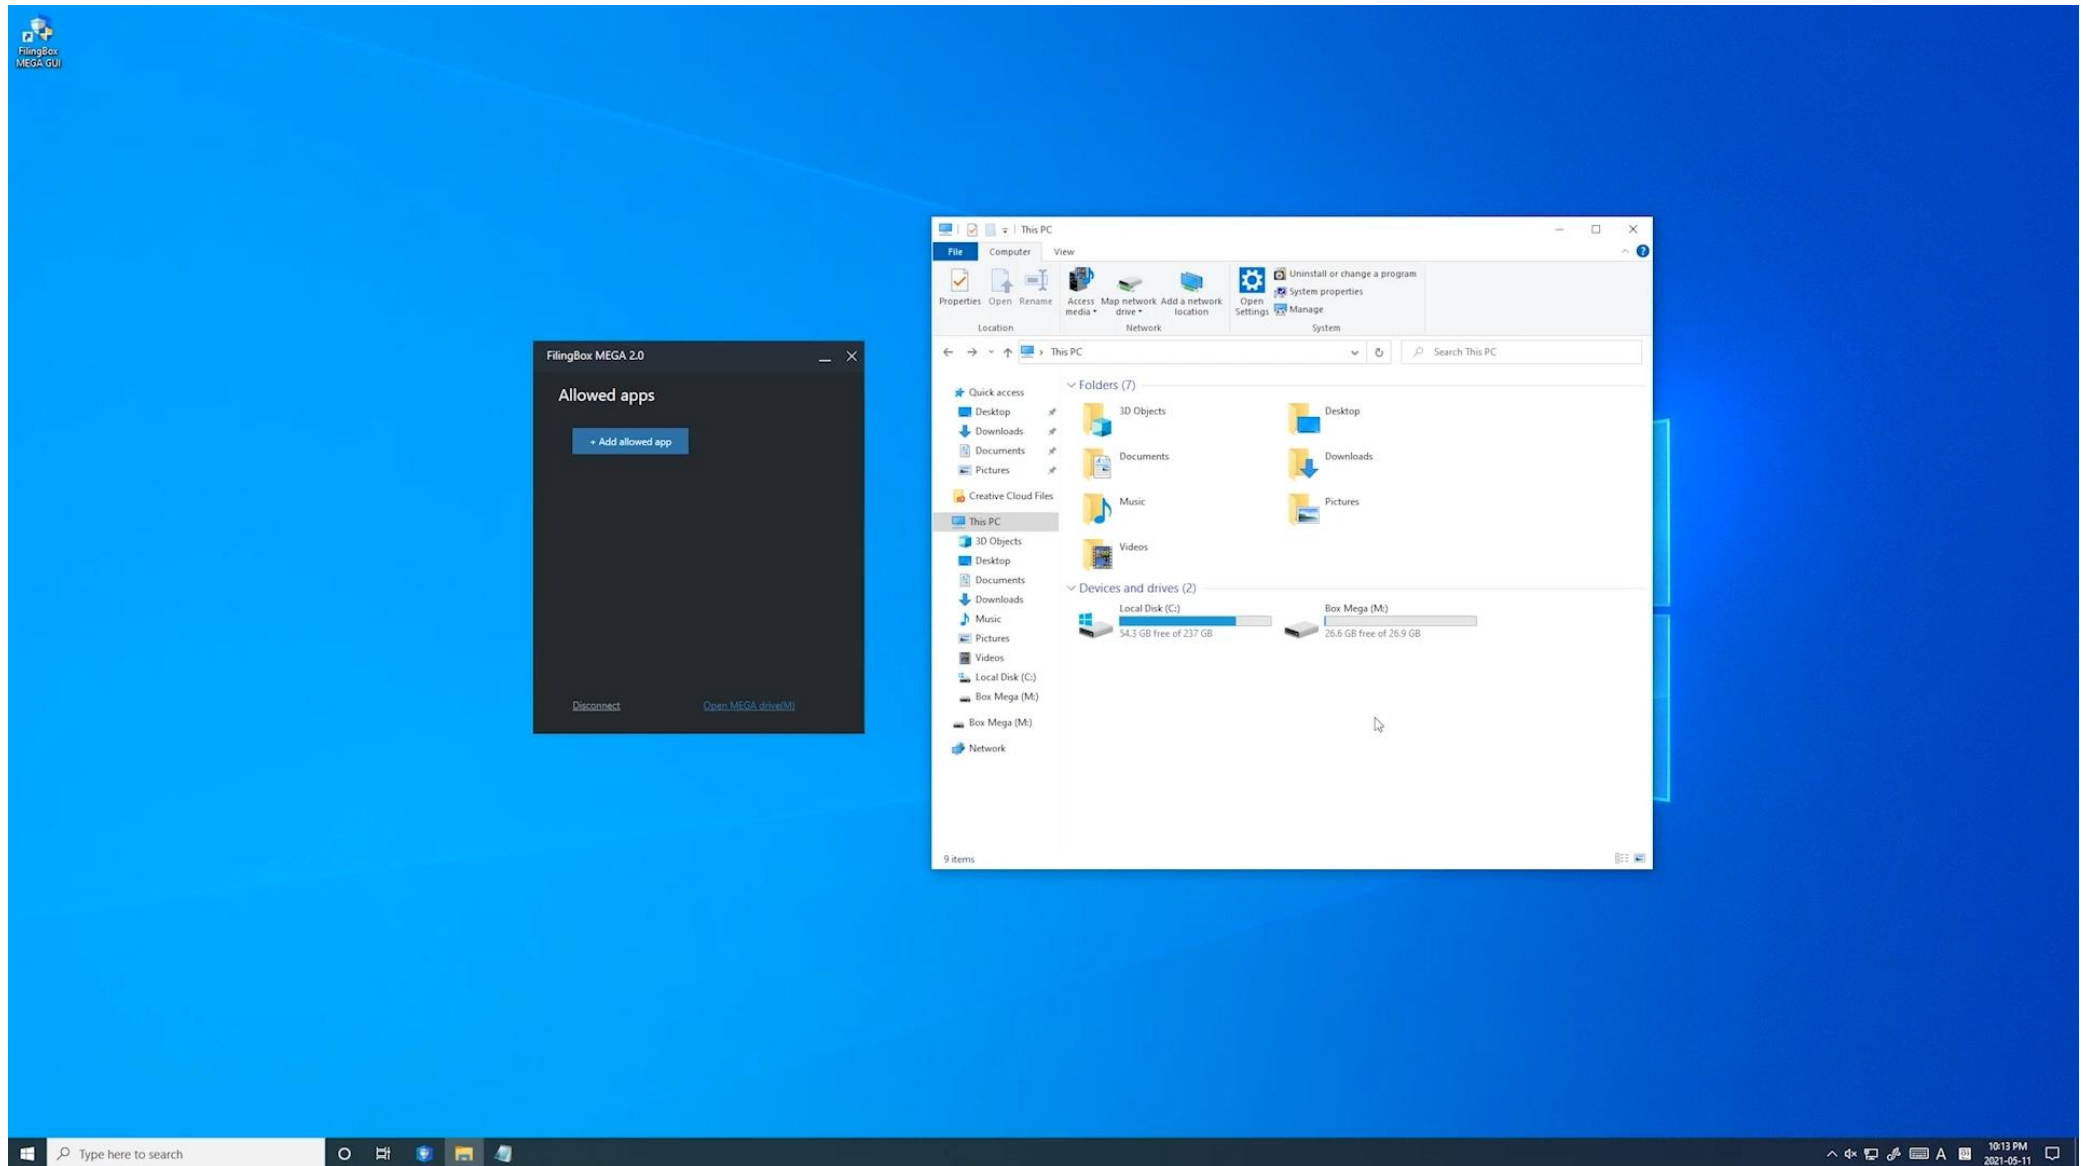 FilingBox
MEGA GUI
FilingBox MEGA 2.0
Allowed apps
+ Add allowed app
Disconnect
Open MEGA drive(M)
This PC
File
Computer
View
Properties
Open
Rename
Access
media
Map network
drive
Add a network
location
Open
Settings
Uninstall or change a program
System properties
Manage
Location
Network
System
This PC
Search This PC
Quick access
Desktop
Downloads
Documents
Pictures
Creative Cloud Files
This PC
3D Objects
Desktop
Documents
Downloads
Music
Pictures
Videos
Local Disk (C:)
Box Mega (M:)
Box Mega (M:)
Network
Folders (7)
3D Objects
Desktop
Documents
Downloads
Music
Pictures
Videos
Devices and drives (2)
Local Disk (C:)
54.3 GB free of 237 GB
Box Mega (M:)
26.6 GB free of 26.9 GB
9 items
Type here to search
A
10:13 PM
2021-05-11